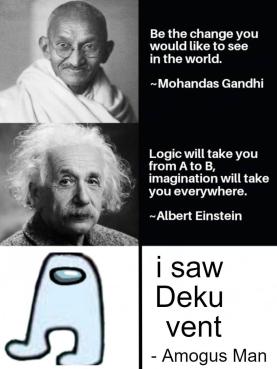 Be the change you
would like to see
in the world.
~Mohandas Gandhi
Logic will take you
from A to B,
imagination will take
you everywhere.
~Albert Einstein
i saw
Deku
vent
- Amogus Man